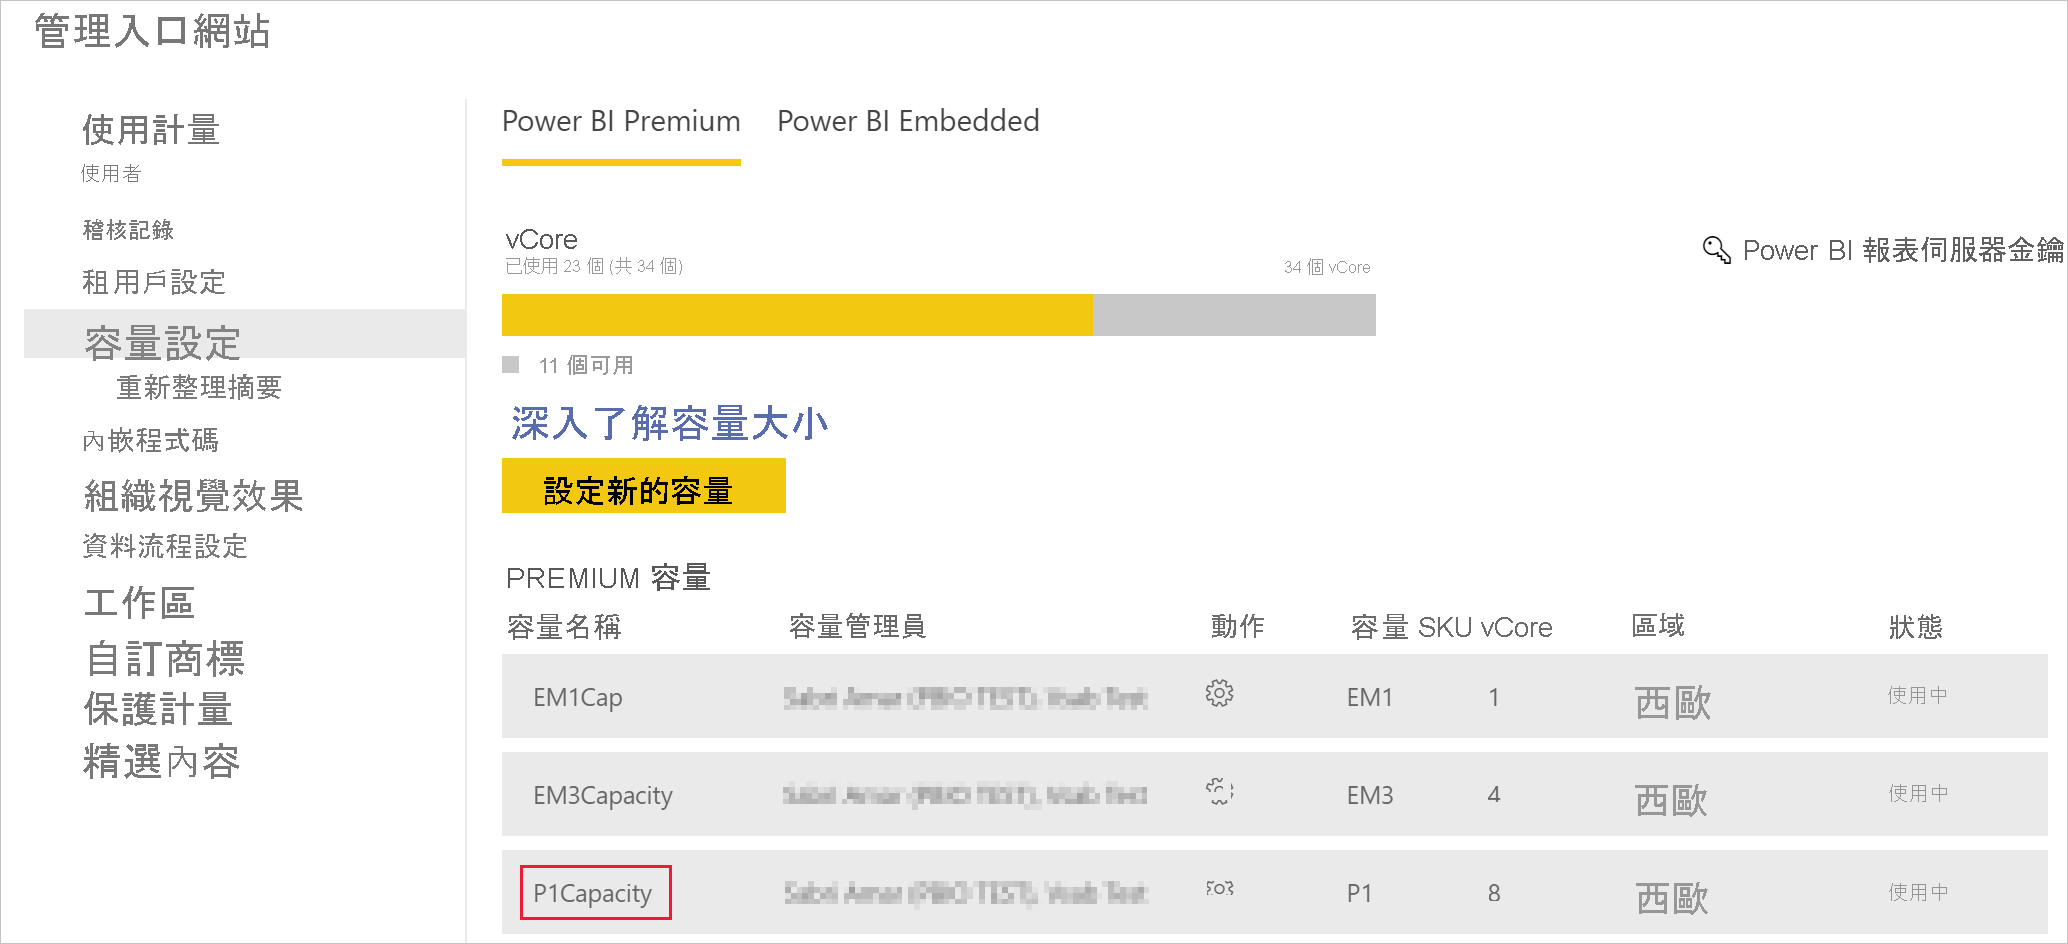 管理入口網站
使用計量
使用者
稽核記錄
租用戶設定
容量設定
重新整理摘要
內嵌程式碼
組織視覺效果
資料流程設定
工作區
自訂商標
保護計量
精選內容
Power BI Premium Power BI Embedded
vCore
已使用 23 個 (共 34 個) 34 個 vCore
Power BI 報表伺服器金鑰
11 個可用
深入了解容量大小
設定新的容量
PREMIUM 容量
容量名稱 容量管理員 動作 容量 SKU vCore 區域 狀態
EM1Cap EM1 1 西歐 使用中
EM3Capacity EM3 4 西歐 使用中
P1Capacity P1 8 西歐 使用中